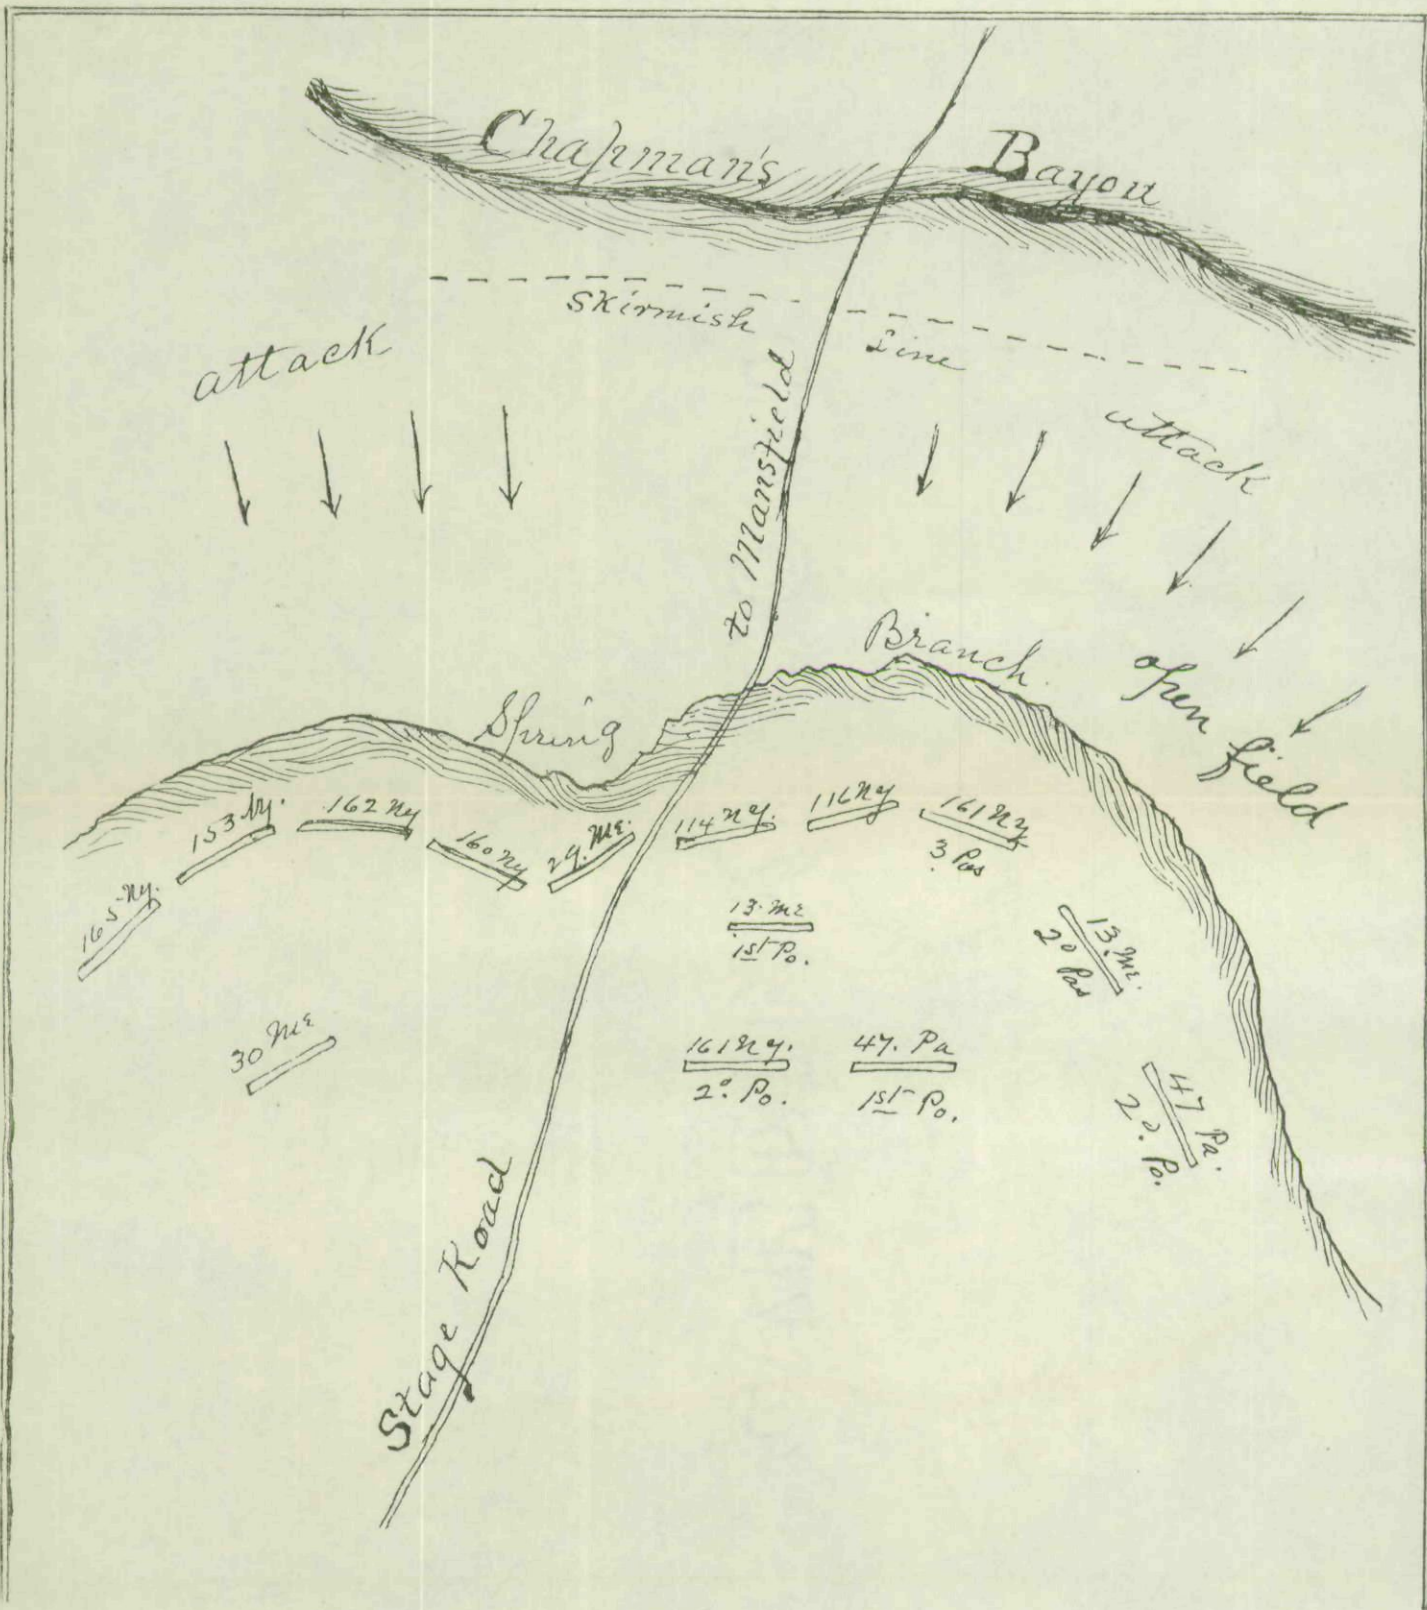 Chapman's Bayou
Skirmish Line
attack
attack
to Mansfield
Spring Branch.
open field
165 Ny.
153 Ny.
162 Ny
160 Ny
29. Me.
114 Ny.
116 Ny
161 Ny
3 Pos
13. Me
1st Po.
13. Me.
2º Pos
30 Me
161 Ny.
2º. Po.
47. Pa
1st Po.
47 Pa.
2º. Po.
Stage Road